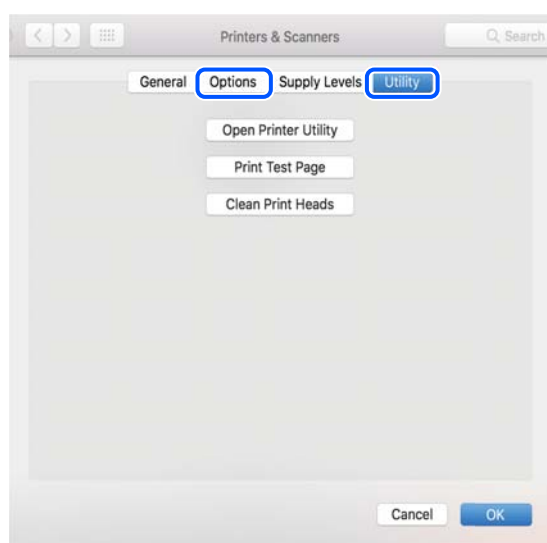 Printers & Scanners Search
General Options Supply Levels Utility
Open Printer Utility
Print Test Page
Clean Print Heads
Cancel OK